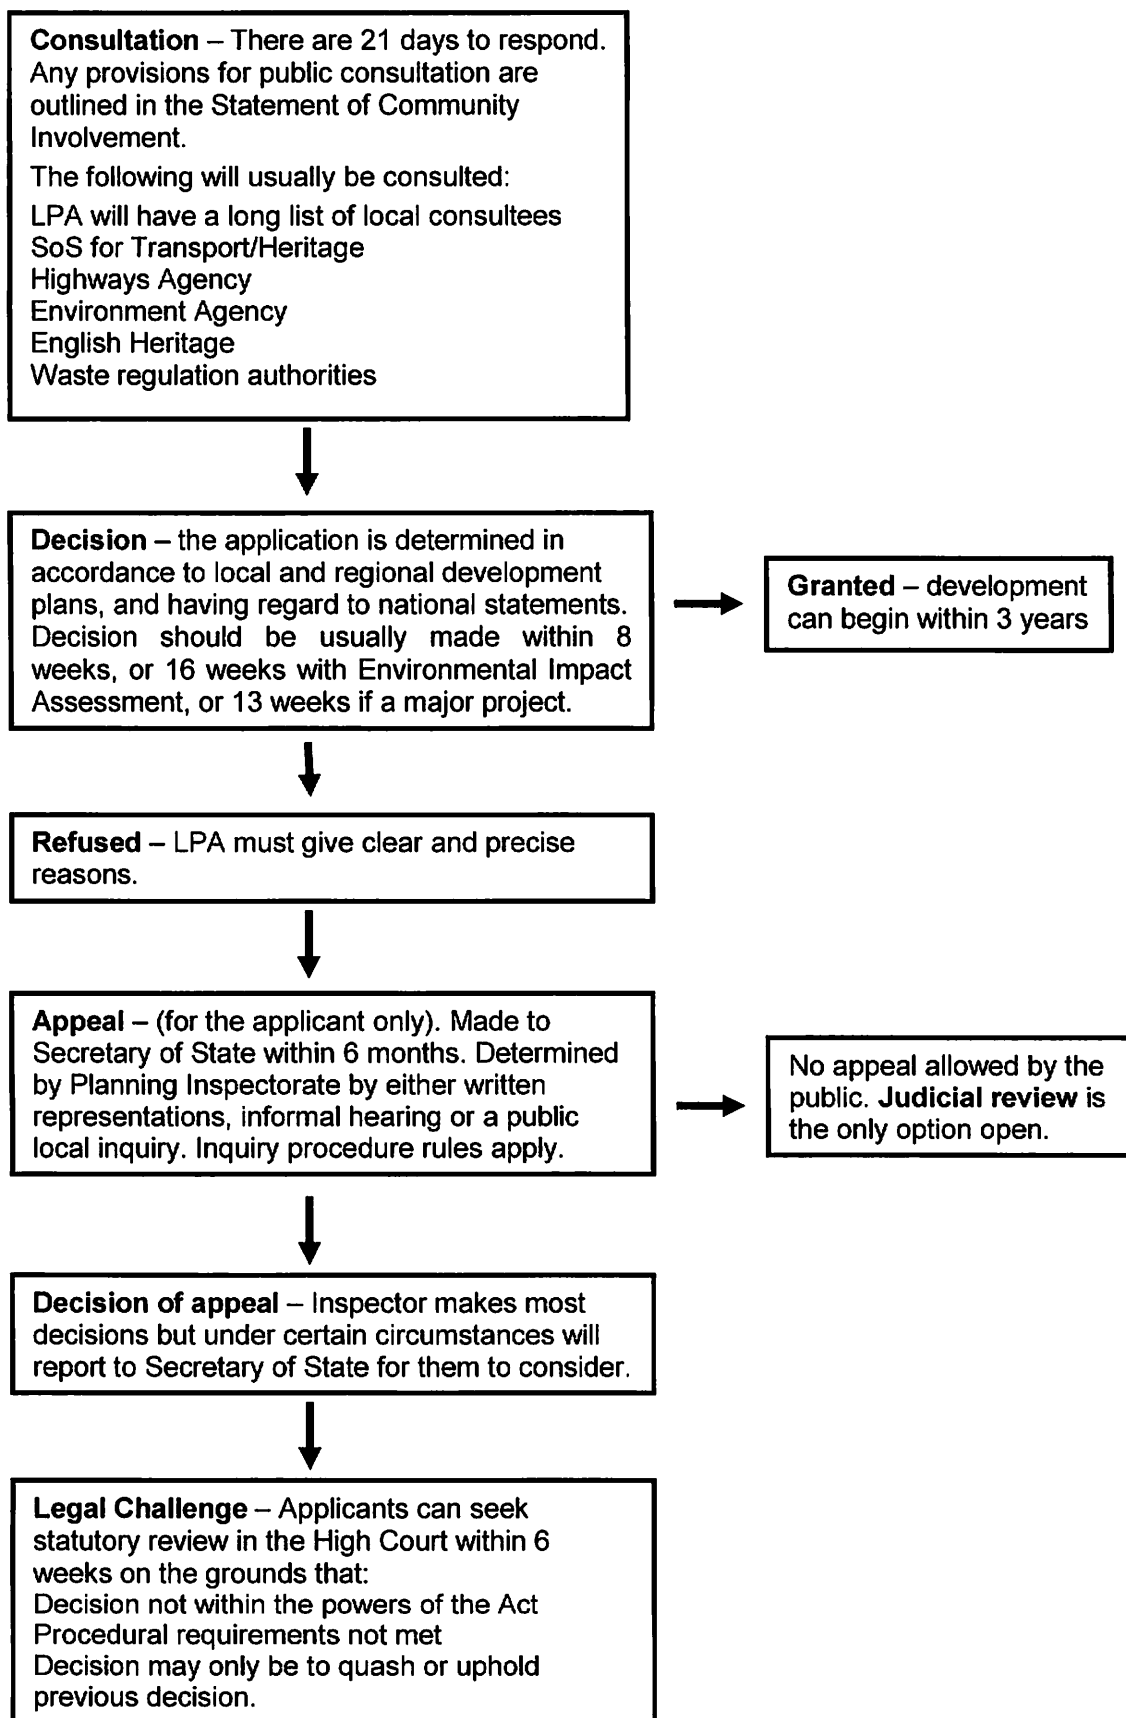 Consultation – There are 21 days to respond.
Any provisions for public consultation are
outlined in the Statement of Community
Involvement.
The following will usually be consulted:
LPA will have a long list of local consultees
SoS for Transport/Heritage
Highways Agency
Environment Agency
English Heritage
Waste regulation authorities
Decision – the application is determined in
accordance to local and regional development
plans, and having regard to national statements.
Decision should be usually made within 8
weeks, or 16 weeks with Environmental Impact
Assessment, or 13 weeks if a major project.
Granted – development
can begin within 3 years
Refused – LPA must give clear and precise
reasons.
Appeal – (for the applicant only). Made to
Secretary of State within 6 months. Determined
by Planning Inspectorate by either written
representations, informal hearing or a public
local inquiry. Inquiry procedure rules apply.
No appeal allowed by the
public. Judicial review is
the only option open.
Decision of appeal – Inspector makes most
decisions but under certain circumstances will
report to Secretary of State for them to consider.
Legal Challenge – Applicants can seek
statutory review in the High Court within 6
weeks on the grounds that:
Decision not within the powers of the Act
Procedural requirements not met
Decision may only be to quash or uphold
previous decision.